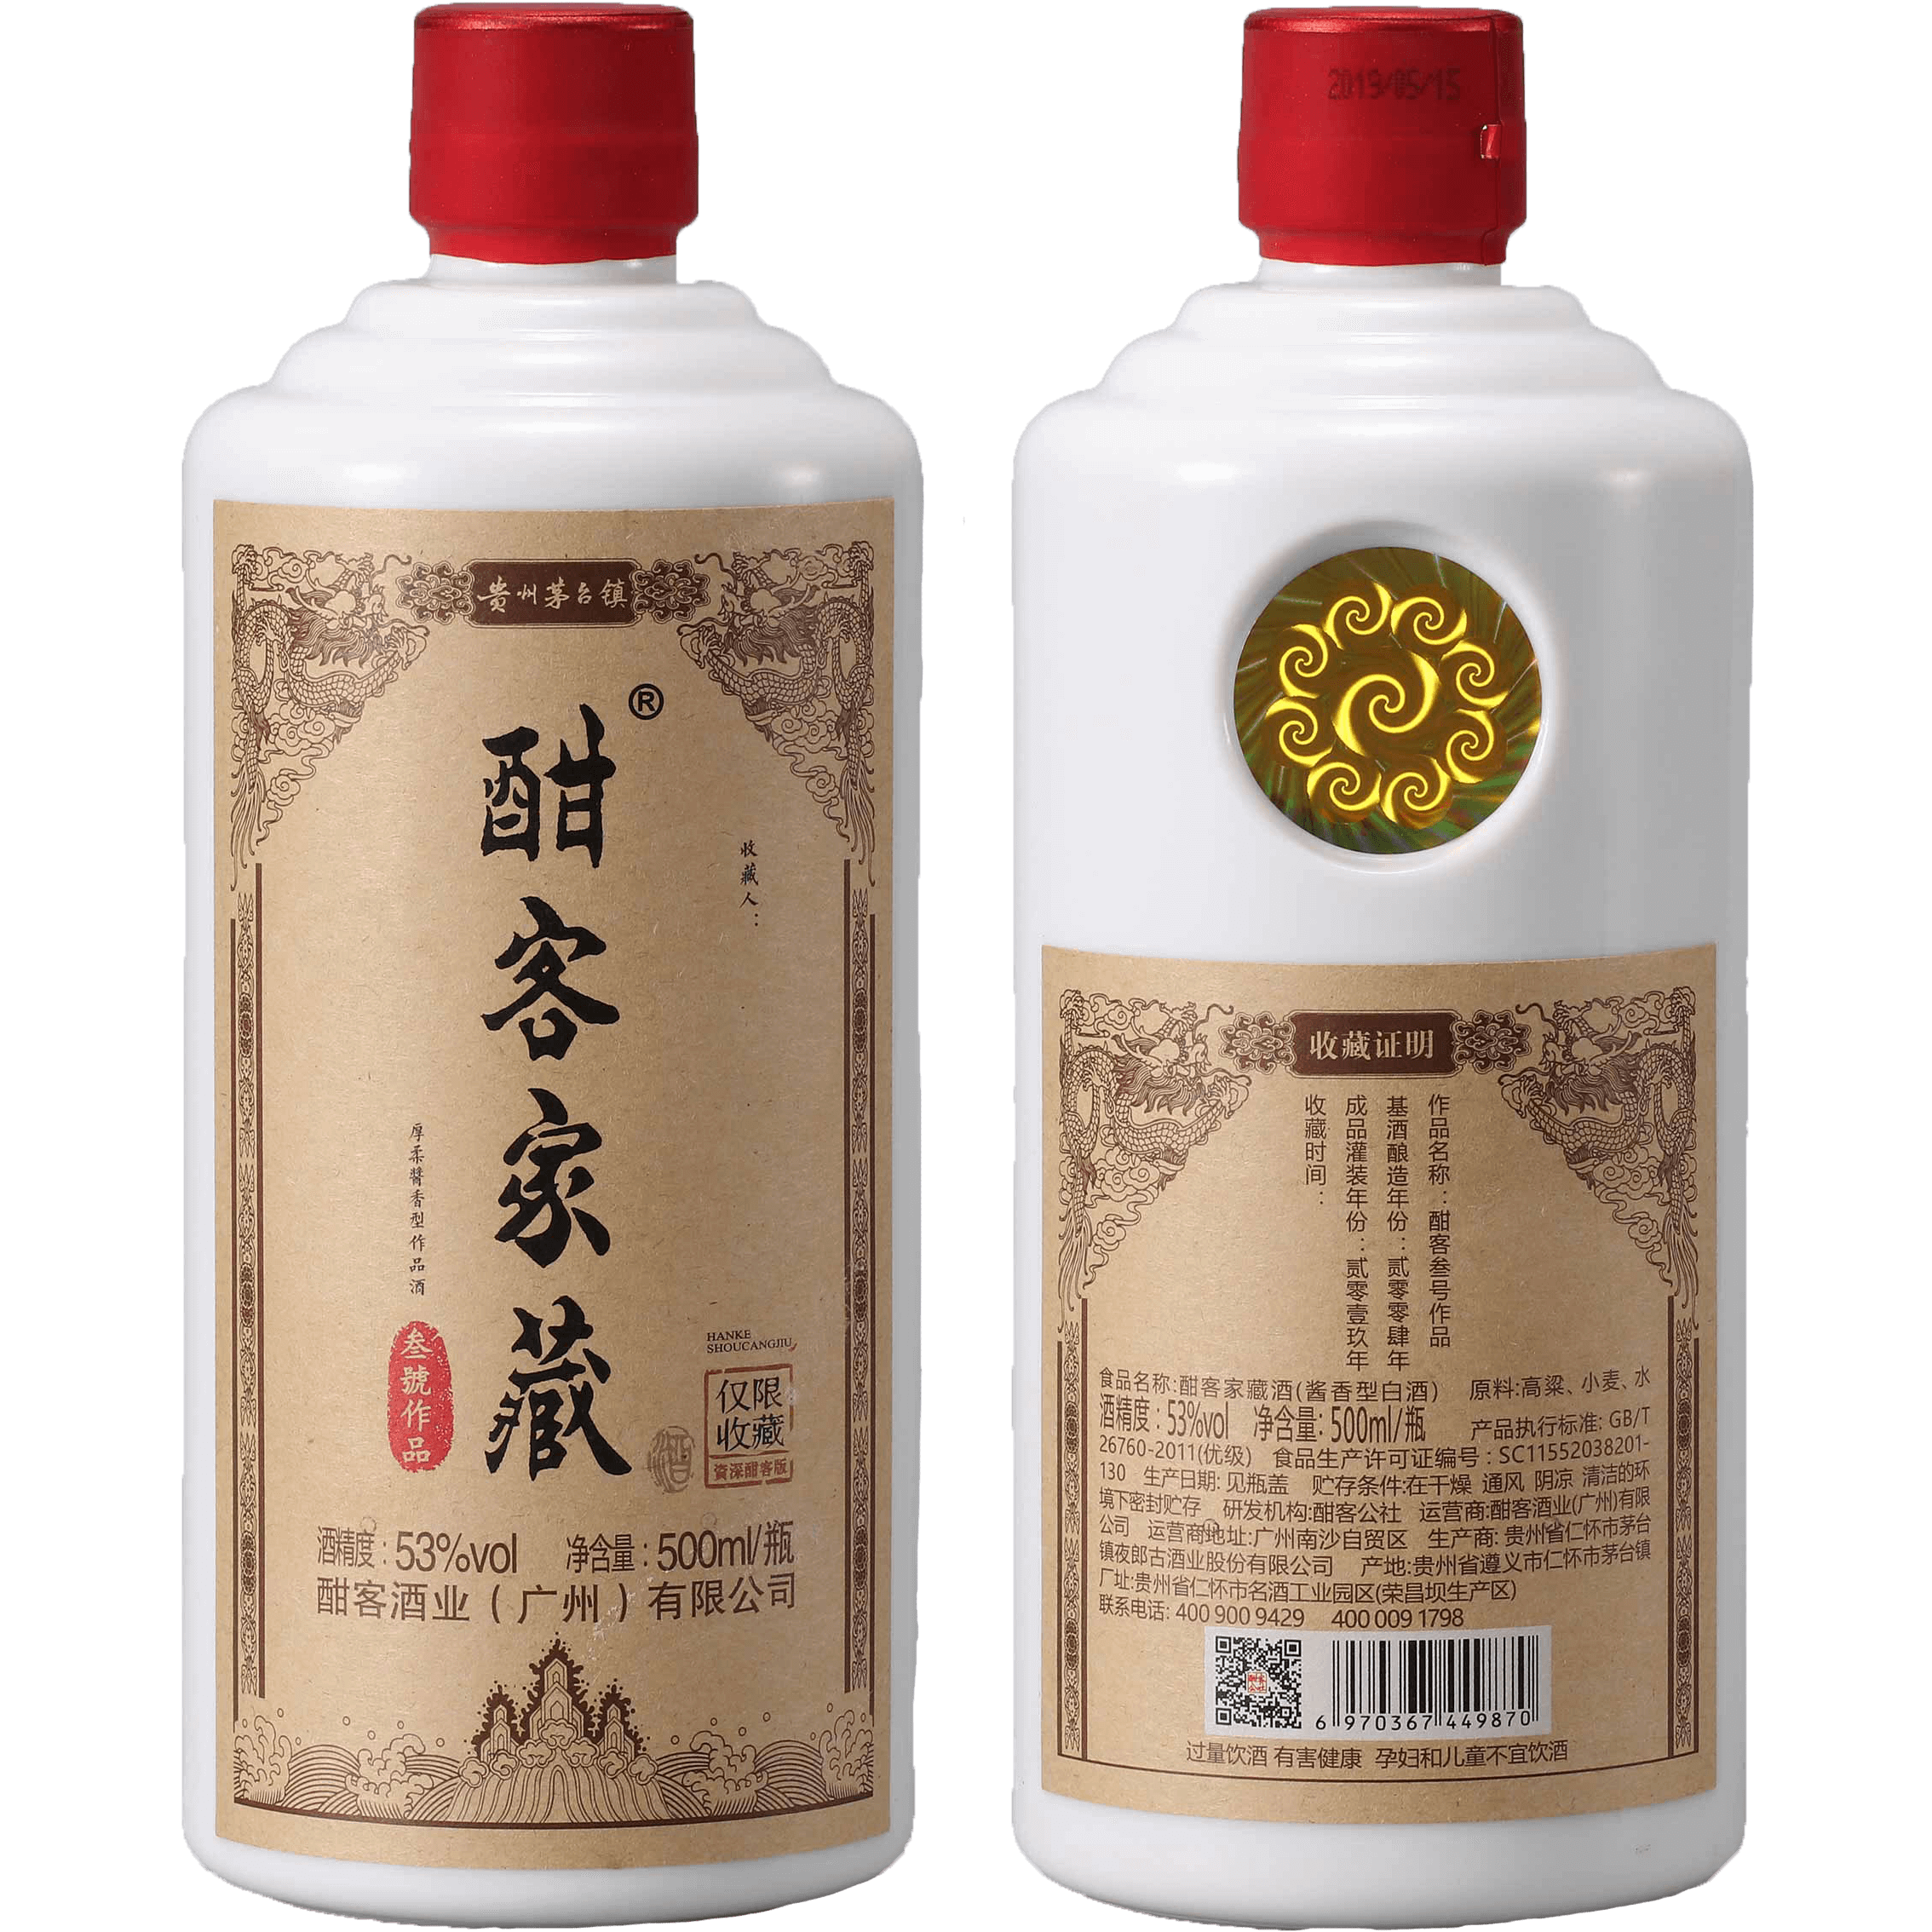 贵州茅台镇
酣客家藏
®
收藏人：
厚柔醬香型作品酒
叁號作品
HANKE
SHOUCANGJIU
仅限
收藏
資深酣客版
酒精度：53%vol 净含量：500ml/瓶
酣客酒业（广州）有限公司
2019/05/15
收藏证明
作品名称：酣客叁号作品
基酒酿造年份：贰零零肆年
成品灌装年份：贰零壹玖年
收藏时间：
食品名称:酣客家藏酒(酱香型白酒) 原料:高粱、小麦、水
酒精度：53%vol 净含量：500ml/瓶 产品执行标准: GB/T
26760-2011(优级) 食品生产许可证编号：SC11552038201-
130 生产日期: 见瓶盖 贮存条件:在干燥 通风 阴凉 清洁的环
境下密封贮存 研发机构:酣客公社 运营商:酣客酒业(广州)有限
公司 运营商地址:广州南沙自贸区 生产商: 贵州省仁怀市茅台
镇夜郎古酒业股份有限公司 产地:贵州省遵义市仁怀市茅台镇
厂址:贵州省仁怀市名酒工业园区(荣昌坝生产区)
联系电话: 400 900 9429 400 009 1798
6 970367 449870
过量饮酒 有害健康 孕妇和儿童不宜饮酒